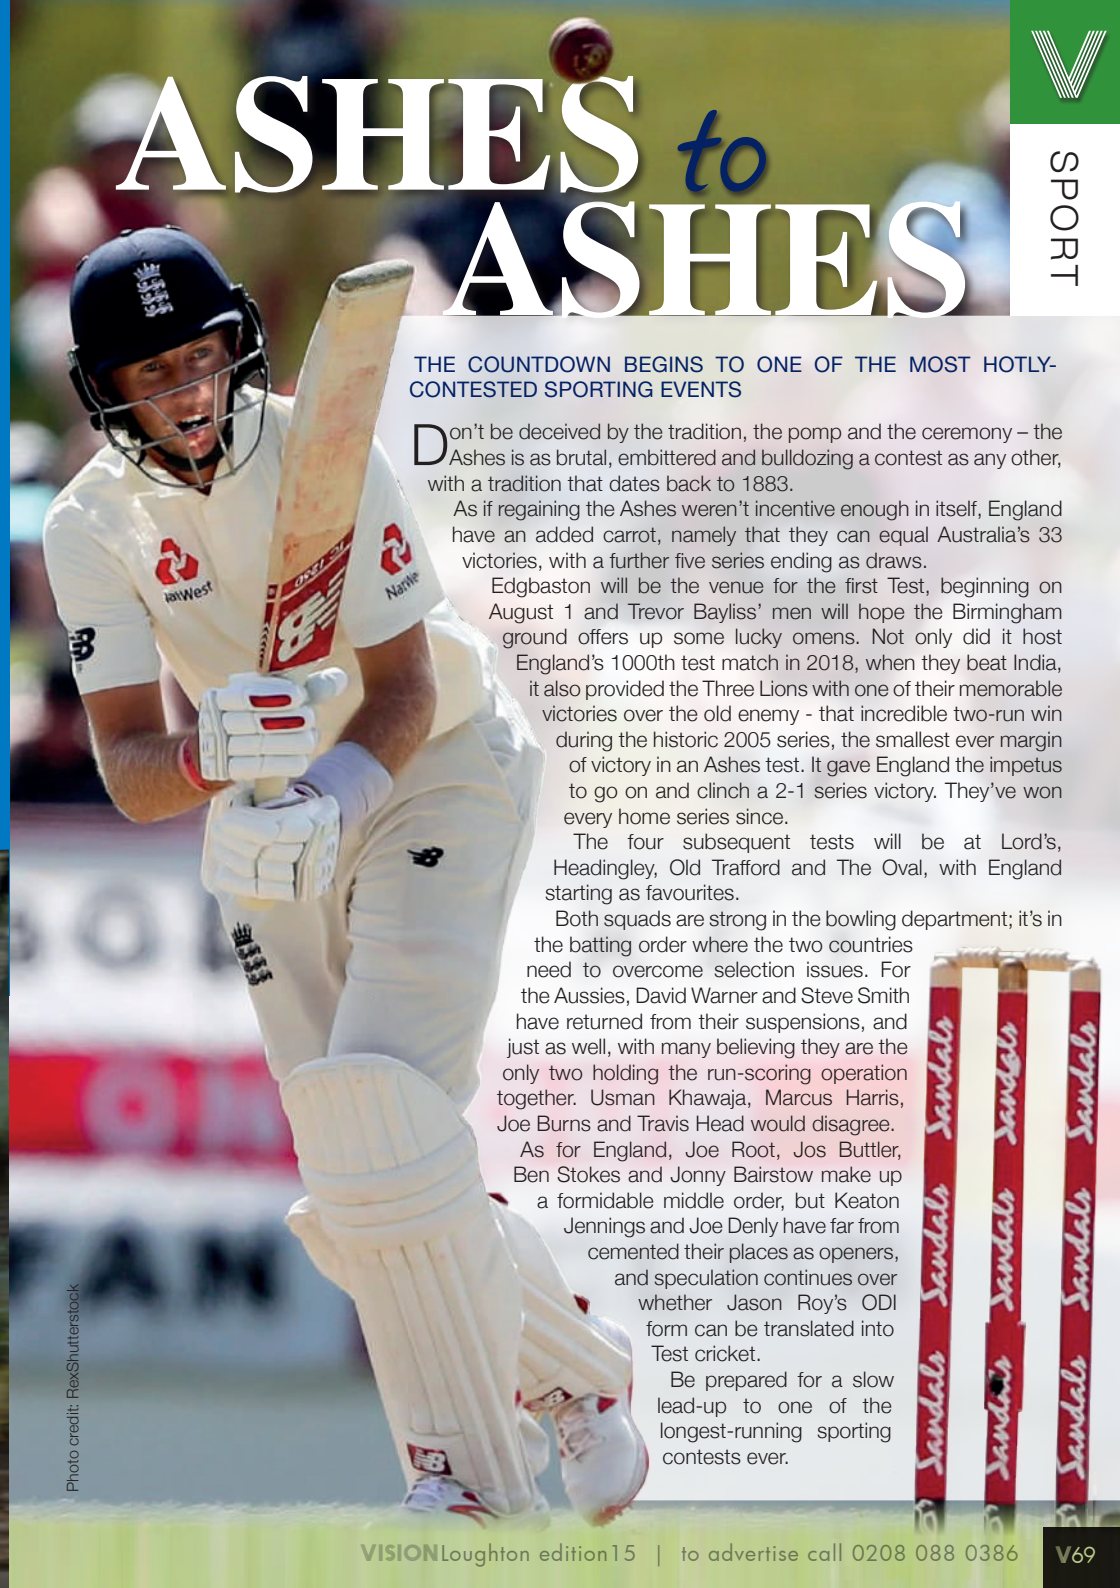 ASHES to
ASHES
V
SPORT
THE COUNTDOWN BEGINS TO ONE OF THE MOST HOTLY-
CONTESTED SPORTING EVENTS
Don't be deceived by the tradition, the pomp and the ceremony – the
Ashes is as brutal, embittered and bulldozing a contest as any other,
with a tradition that dates back to 1883.
As if regaining the Ashes weren't incentive enough in itself, England
have an added carrot, namely that they can equal Australia's 33
victories, with a further five series ending as draws.
Edgbaston will be the venue for the first Test, beginning on
August 1 and Trevor Bayliss' men will hope the Birmingham
ground offers up some lucky omens. Not only did it host
England's 1000th test match in 2018, when they beat India,
it also provided the Three Lions with one of their memorable
victories over the old enemy - that incredible two-run win
during the historic 2005 series, the smallest ever margin
of victory in an Ashes test. It gave England the impetus
to go on and clinch a 2-1 series victory. They've won
every home series since.
The four subsequent tests will be at Lord's,
Headingley, Old Trafford and The Oval, with England
starting as favourites.
Both squads are strong in the bowling department; it's in
the batting order where the two countries
need to overcome selection issues. For
the Aussies, David Warner and Steve Smith
have returned from their suspensions, and
just as well, with many believing they are the
only two holding the run-scoring operation
together. Usman Khawaja, Marcus Harris,
Joe Burns and Travis Head would disagree.
As for England, Joe Root, Jos Buttler,
Ben Stokes and Jonny Bairstow make up
a formidable middle order, but Keaton
Jennings and Joe Denly have far from
cemented their places as openers,
and speculation continues over
whether Jason Roy's ODI
form can be translated into
Test cricket.
Be prepared for a slow
lead-up to one of the
longest-running sporting
contests ever.
NatWest
NatWe
TC 1260
Sandals Sandals Sandals
Sandals Sandals Sandals
Sandals Sandals Sandals
FAN
Photo credit: RexShutterstock
VISIONLoughton edition15 | to advertise call 0208 088 0386
V69